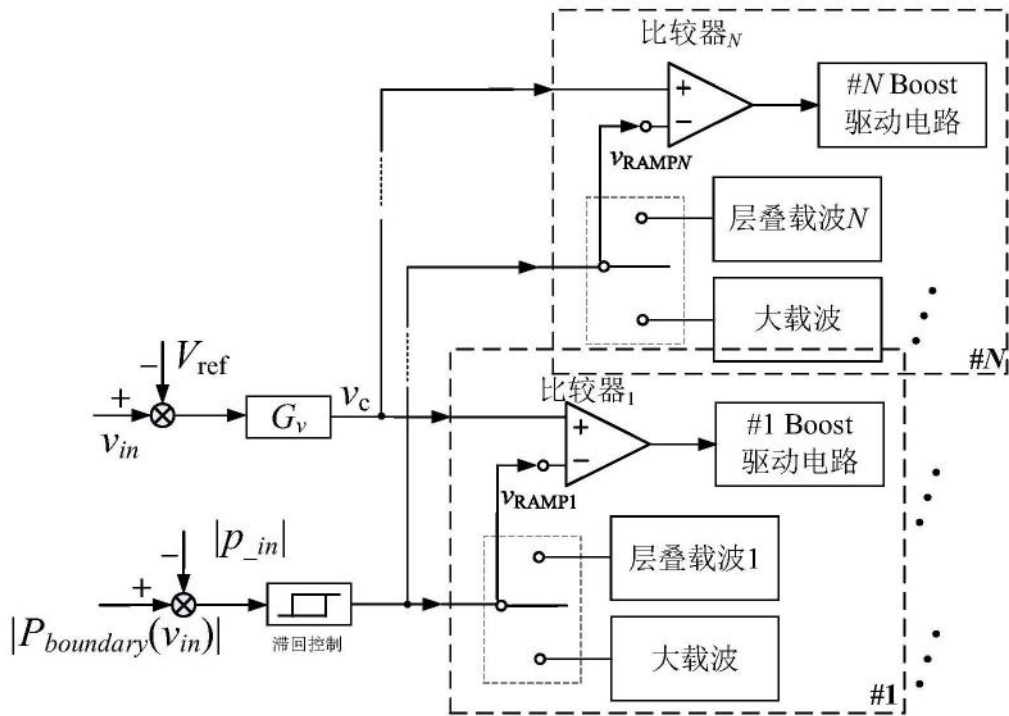 比较器N
+
−
#N Boost
驱动电路
vRAMPN
层叠载波N
大载波
#N
−
Vref
+
vin
Gv
vc
比较器1
+
−
#1 Boost
驱动电路
vRAMP1
层叠载波1
大载波
#1
−
|p_in|
+
|Pboundary(vin)|
滞回控制